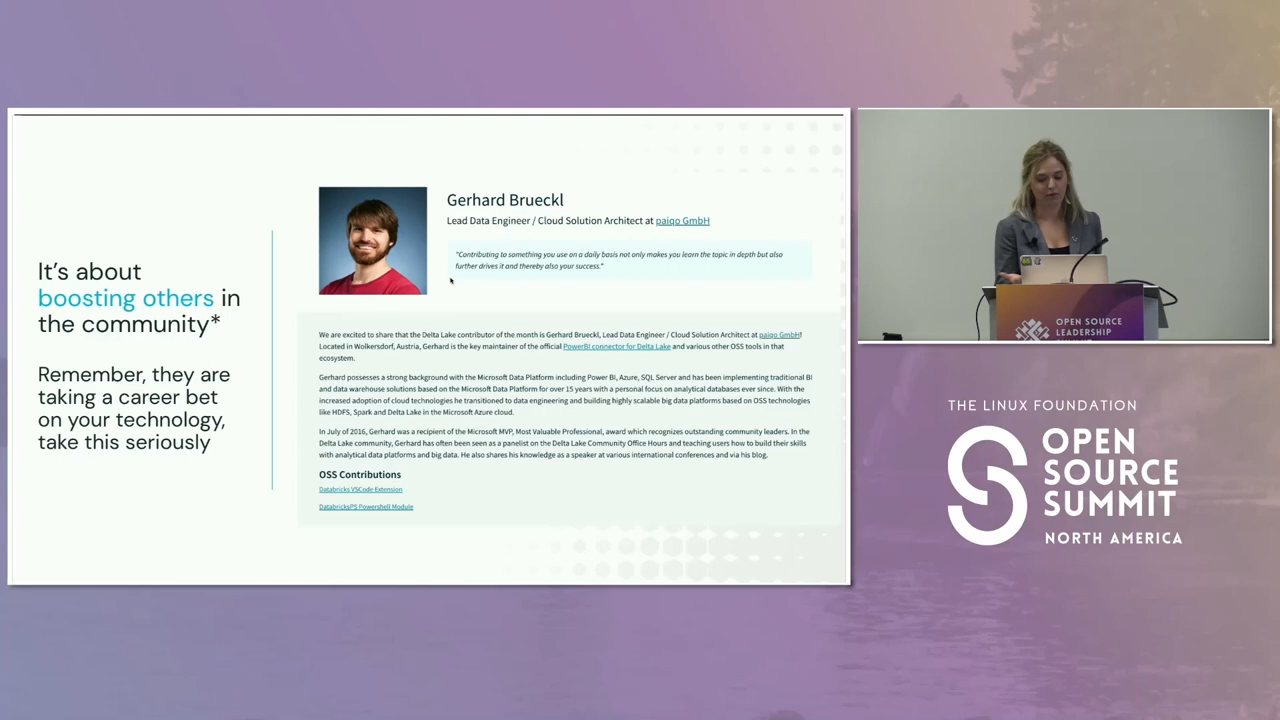 It's about
boosting others in
the community*
Remember, they are
taking a career bet
on your technology,
take this seriously
Gerhard Brueckl
Lead Data Engineer / Cloud Solution Architect at paiqo GmbH
"Contributing to something you use on a daily basis not only makes you learn the topic in depth but also
further drives it and thereby also your success."
We are excited to share that the Delta Lake contributor of the month is Gerhard Brueckl, Lead Data Engineer / Cloud Solution Architect at paiqo GmbH!
Located in Wolkersdorf, Austria, Gerhard is the key maintainer of the official PowerBI connector for Delta Lake and various other OSS tools in that
ecosystem.
Gerhard possesses a strong background with the Microsoft Data Platform including Power BI, Azure, SQL Server and has been implementing traditional BI
and data warehouse solutions based on the Microsoft Data Platform for over 15 years with a personal focus on analytical databases ever since. With the
increased adoption of cloud technologies he transitioned to data engineering and building highly scalable big data platforms based on OSS technologies
like HDFS, Spark and Delta Lake in the Microsoft Azure cloud.
In July of 2016, Gerhard was a recipient of the Microsoft MVP, Most Valuable Professional, award which recognizes outstanding community leaders. In the
Delta Lake community, Gerhard has often been seen as a panelist on the Delta Lake Community Office Hours and teaching users how to build their skills
with analytical data platforms and big data. He also shares his knowledge as a speaker at various international conferences and via his blog.
OSS Contributions
Databricks VSCode Extension
DatabricksPS Powershell Module
OPEN SOURCE
LEADERSHIP
THE LINUX FOUNDATION
OPEN
SOURCE
SUMMIT
NORTH AMERICA